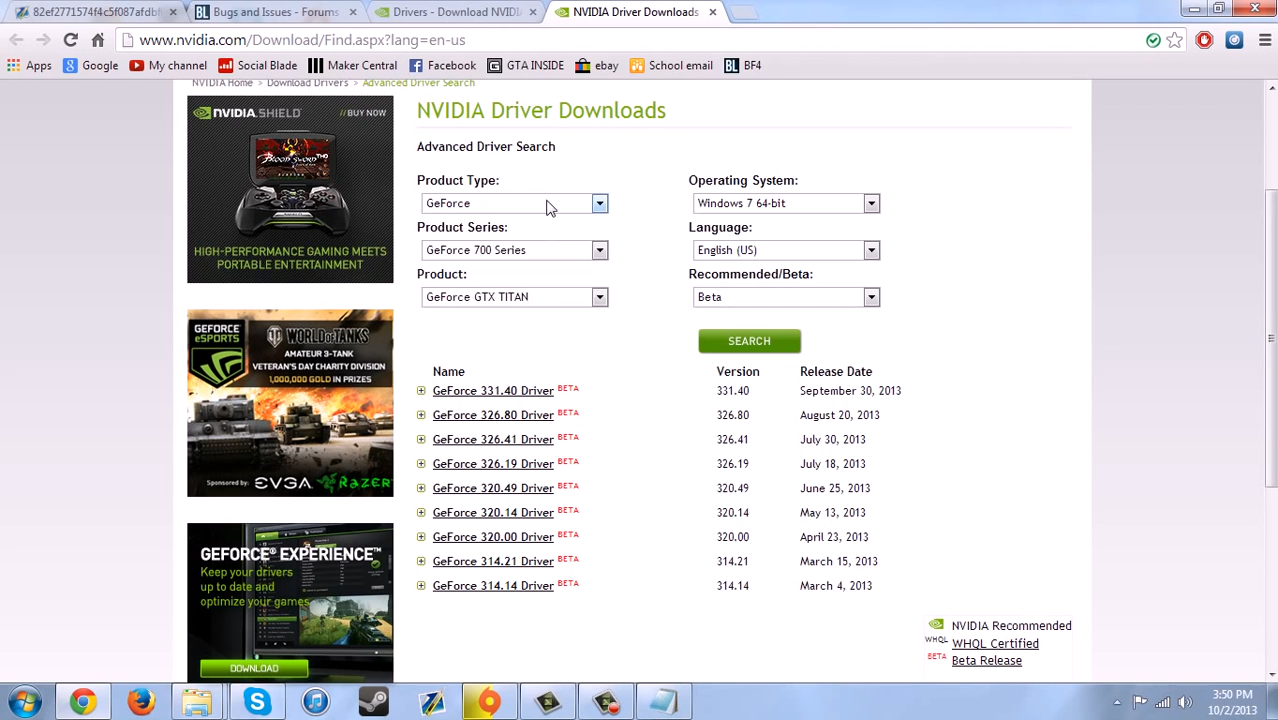 82ef2771574f4c5f087afdbf
Bugs and Issues - Forums
Drivers - Download NVIDIA
NVIDIA Driver Downloads
www.nvidia.com/Download/Find.aspx?lang=en-us
Apps Google My channel Social Blade Maker Central Facebook GTA INSIDE ebay School email BF4
NVIDIA Home > Download Drivers > Advanced Driver Search
NVIDIA.SHIELD //BUY NOW
HIGH-PERFORMANCE GAMING MEETS
PORTABLE ENTERTAINMENT
GEFORCE
eSPORTS
WORLD OF TANKS
AMATEUR 3-TANK
VETERAN'S DAY CHARITY DIVISION
1,000,000 GOLD IN PRIZES
Sponsored by: EVGA RAZER
GEFORCE® EXPERIENCE™
Keep your drivers
up to date and
optimize your games
DOWNLOAD
NVIDIA Driver Downloads
Advanced Driver Search
Product Type: Operating System:
GeForce Windows 7 64-bit
Product Series: Language:
GeForce 700 Series English (US)
Product: Recommended/Beta:
GeForce GTX TITAN Beta
SEARCH
Name Version Release Date
GeForce 331.40 Driver BETA 331.40 September 30, 2013
GeForce 326.80 Driver BETA 326.80 August 20, 2013
GeForce 326.41 Driver BETA 326.41 July 30, 2013
GeForce 326.19 Driver BETA 326.19 July 18, 2013
GeForce 320.49 Driver BETA 320.49 June 25, 2013
GeForce 320.14 Driver BETA 320.14 May 13, 2013
GeForce 320.00 Driver BETA 320.00 April 23, 2013
GeForce 314.21 Driver BETA 314.21 March 15, 2013
GeForce 314.14 Driver BETA 314.14 March 4, 2013
NVIDIA Recommended
WHQL WHQL Certified
BETA Beta Release
3:50 PM
10/2/2013